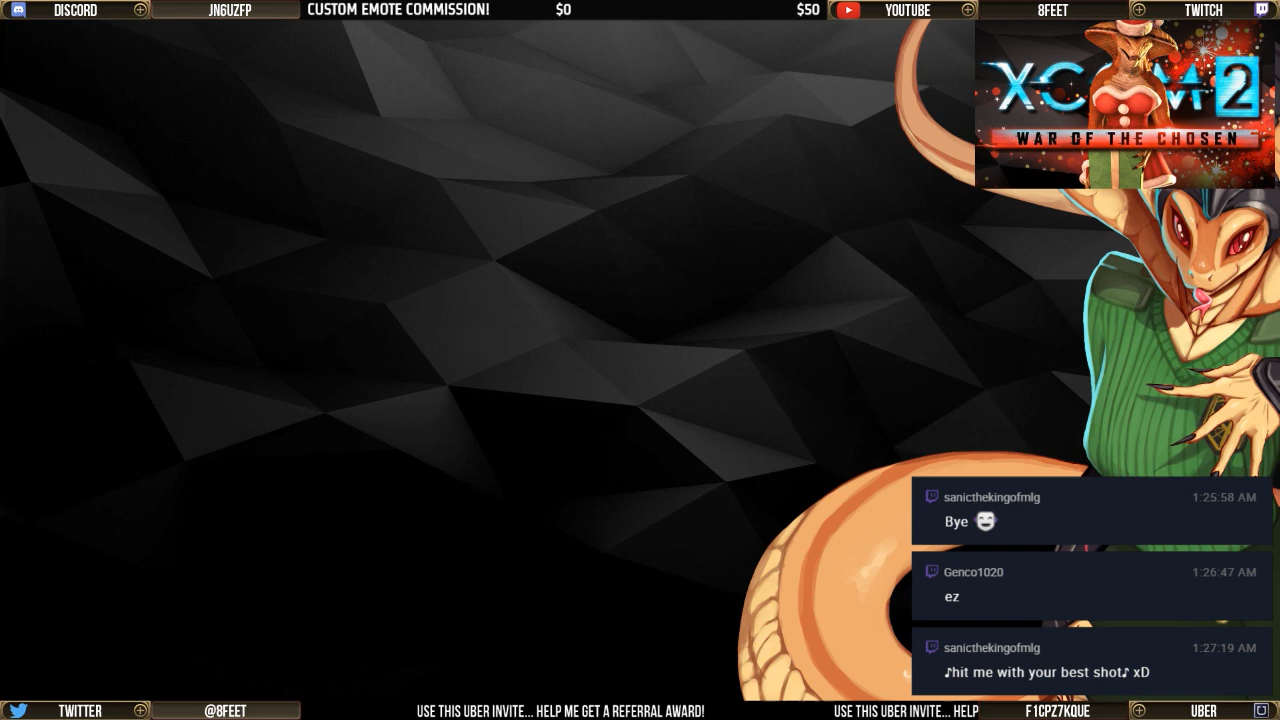 DISCORD JN6UZFP CUSTOM EMOTE COMMISSION! $0 $50 YOUTUBE 8FEET TWITCH
XCOM 2
WAR OF THE CHOSEN
sanicthekingofmlg 1:25:58 AM
Bye
Genco1020 1:26:47 AM
ez
sanicthekingofmlg 1:27:19 AM
♪hit me with your best shot♪ xD
TWITTER @8FEET USE THIS UBER INVITE... HELP ME GET A REFERRAL AWARD! USE THIS UBER INVITE... HELP F1CPZ7KQUE UBER